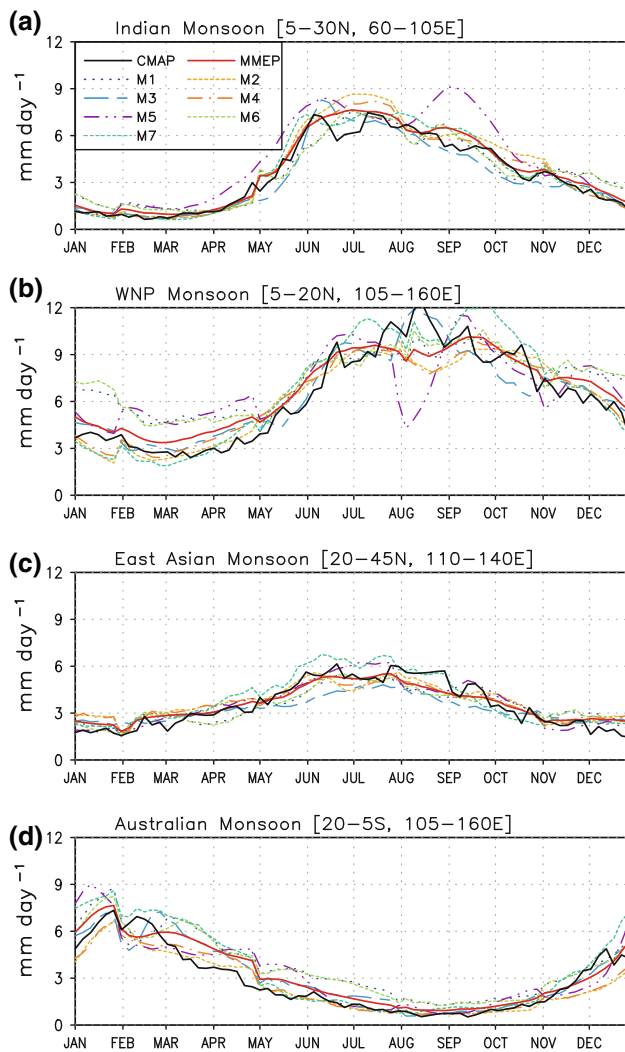 (a) Indian Monsoon [5-30N, 60-105E]
12
9
6
3
0
mm day⁻¹
CMAP MMEP
M1 M2
M3 M4
M5 M6
M7
JAN FEB MAR APR MAY JUN JUL AUG SEP OCT NOV DEC
(b) WNP Monsoon [5-20N, 105-160E]
12
9
6
3
0
mm day⁻¹
JAN FEB MAR APR MAY JUN JUL AUG SEP OCT NOV DEC
(c) East Asian Monsoon [20-45N, 110-140E]
12
9
6
3
0
mm day⁻¹
JAN FEB MAR APR MAY JUN JUL AUG SEP OCT NOV DEC
(d) Australian Monsoon [20-5S, 105-160E]
12
9
6
3
0
mm day⁻¹
JAN FEB MAR APR MAY JUN JUL AUG SEP OCT NOV DEC